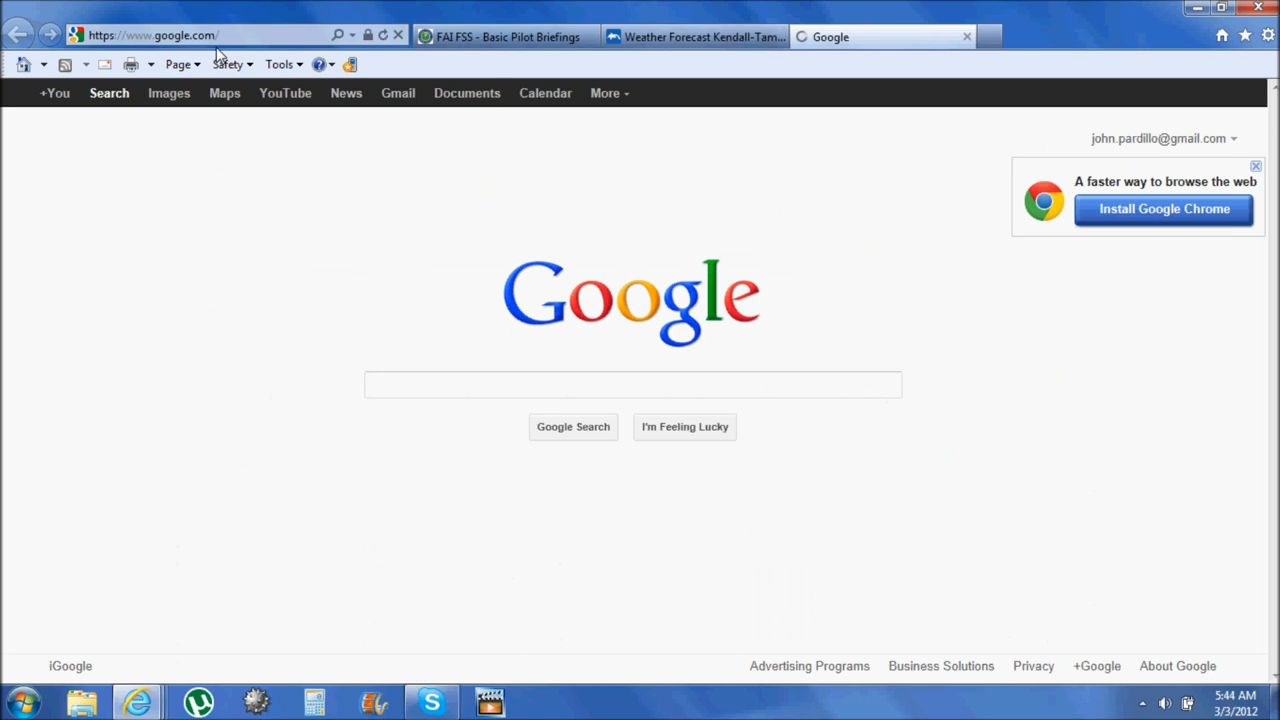 https://www.google.com/
FAI FSS - Basic Pilot Briefings
Weather Forecast Kendall-Tam...
Google
Page
Safety
Tools
+You Search Images Maps YouTube News Gmail Documents Calendar More
john.pardillo@gmail.com
A faster way to browse the web
Install Google Chrome
Google
Google Search
I'm Feeling Lucky
iGoogle
Advertising Programs Business Solutions Privacy +Google About Google
5:44 AM
3/3/2012